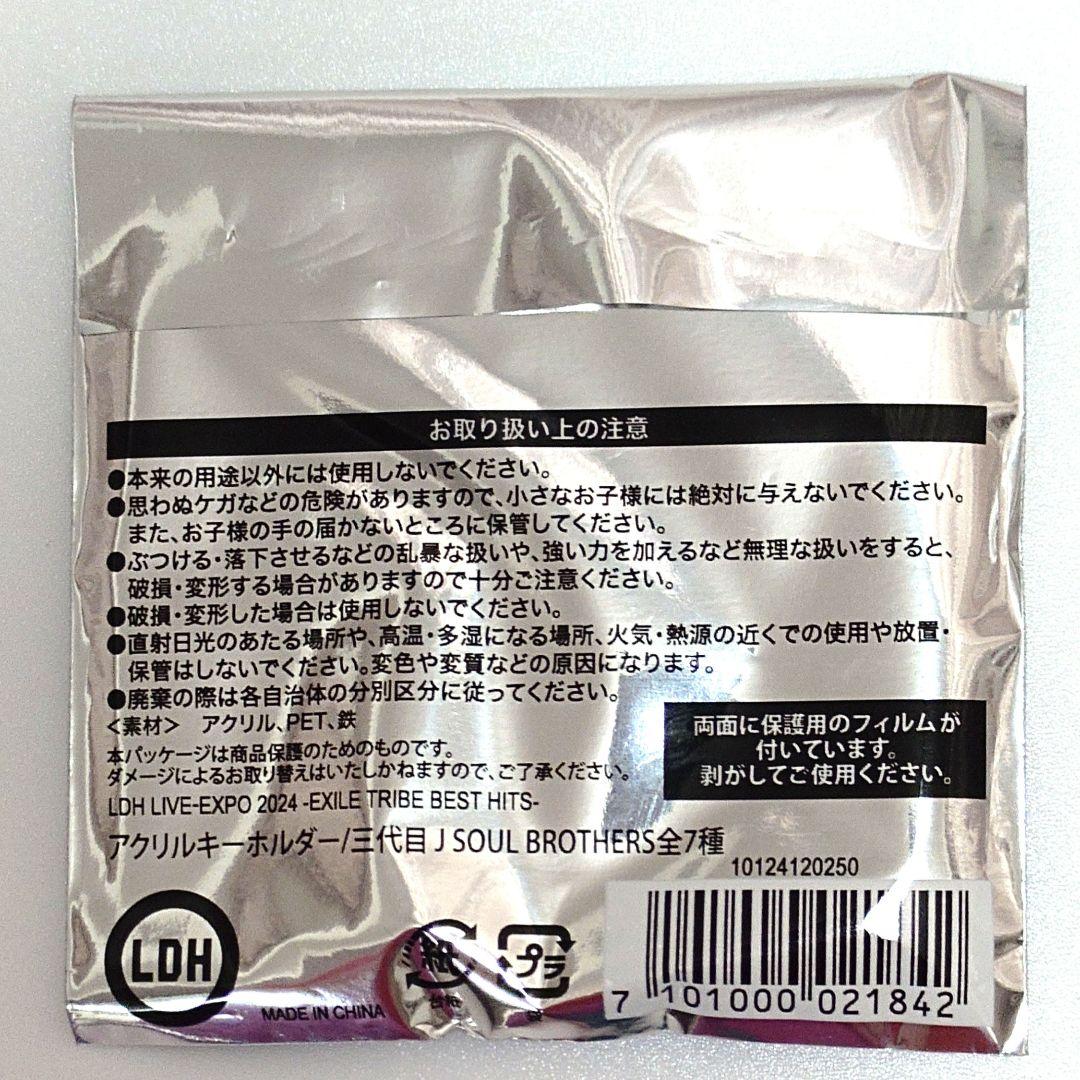 お取り扱い上の注意
●本来の用途以外には使用しないでください。
●思わぬケガなどの危険がありますので、小さなお子様には絶対に与えないでください。
また、お子様の手の届かないところに保管してください。
●ぶつける・落下させるなどの乱暴な扱いや、強い力を加えるなど無理な扱いをすると、
破損・変形する場合がありますので十分ご注意ください。
●破損・変形した場合は使用しないでください。
●直射日光のあたる場所や、高温・多湿になる場所、火気・熱源の近くでの使用や放置・
保管はしないでください。変色や変質などの原因になります。
●廃棄の際は各自治体の分別区分に従ってください。
<素材> アクリル、PET、鉄
本パッケージは商品保護のためのものです。
ダメージによるお取り替えはいたしかねますので、ご了承ください。
両面に保護用のフィルムが
付いています。
剥がしてご使用ください。
LDH LIVE-EXPO 2024 -EXILE TRIBE BEST HITS-
アクリルキーホルダー/三代目 J SOUL BROTHERS全7種
10124120250
LDH
MADE IN CHINA
紙
台紙
プラ
7 101000 021842